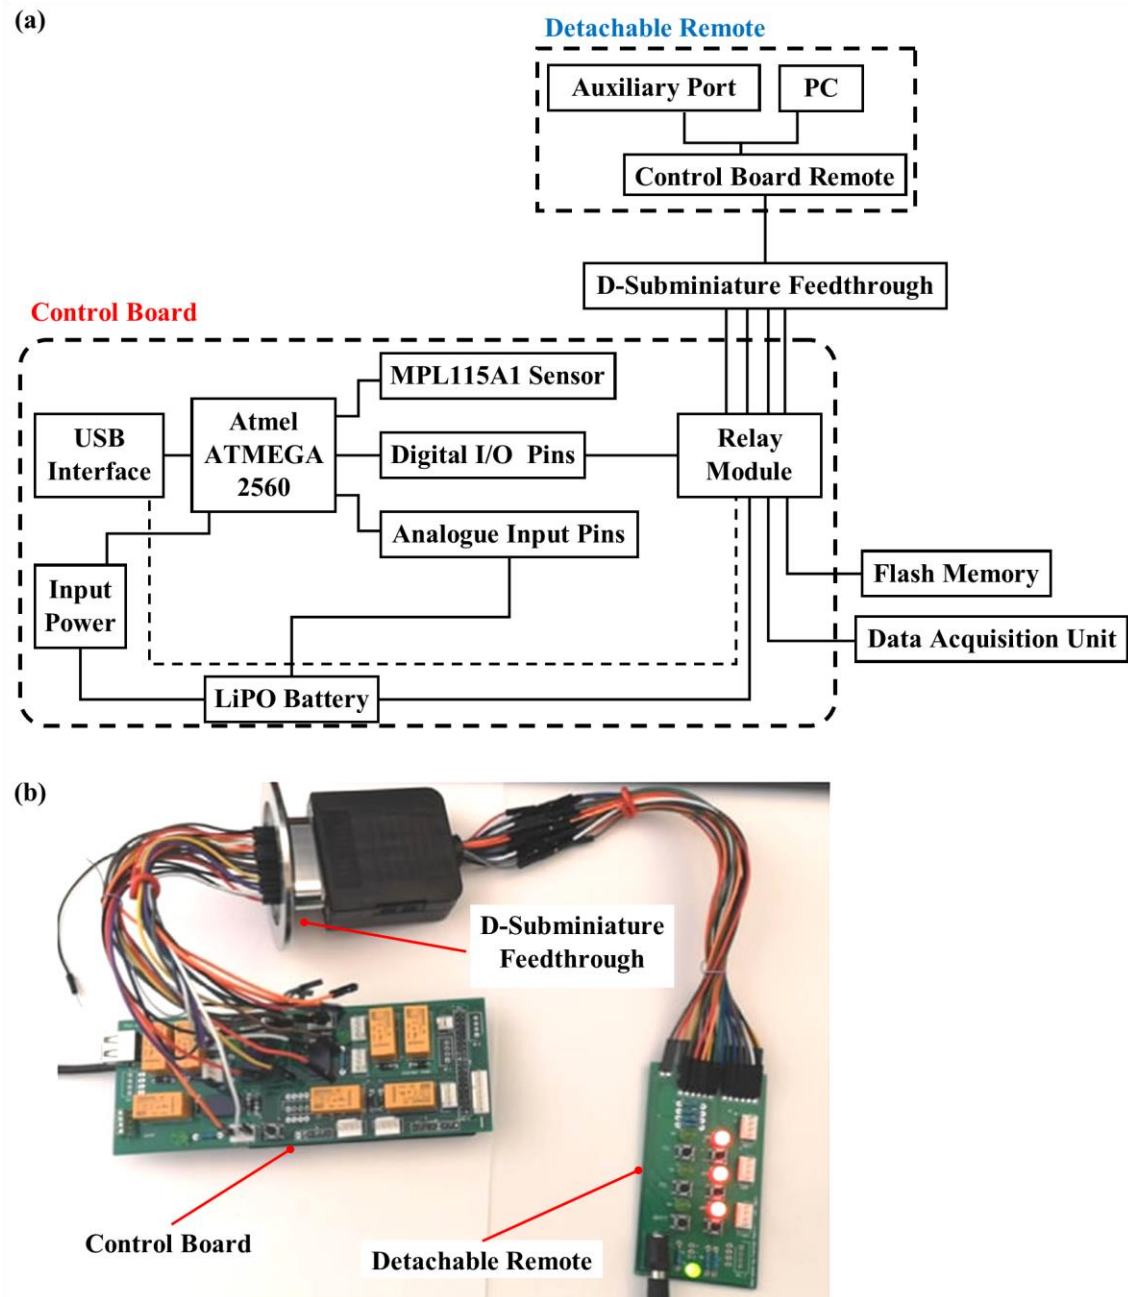 (a)
Detachable Remote
Auxiliary Port
PC
Control Board Remote
D-Subminiature Feedthrough
Control Board
MPL115A1 Sensor
USB
Interface
Atmel
ATMEGA
2560
Digital I/O Pins
Relay
Module
Analogue Input Pins
Input
Power
Flash Memory
Data Acquisition Unit
LiPO Battery
(b)
D-Subminiature
Feedthrough
Control Board
Detachable Remote